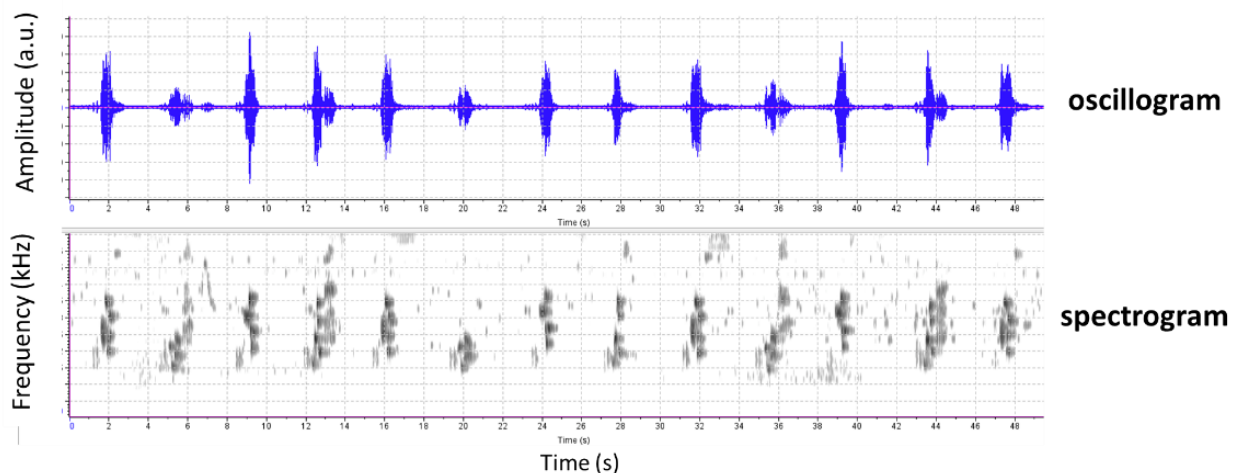 Amplitude (a.u.)
oscillogram
0 2 4 6 8 10 12 14 16 18 20 22 24 26 28 30 32 34 36 38 40 42 44 46 48
Time (s)
Frequency (kHz)
spectrogram
0 2 4 6 8 10 12 14 16 18 20 22 24 26 28 30 32 34 36 38 40 42 44 46 48
Time (s)
Time (s)